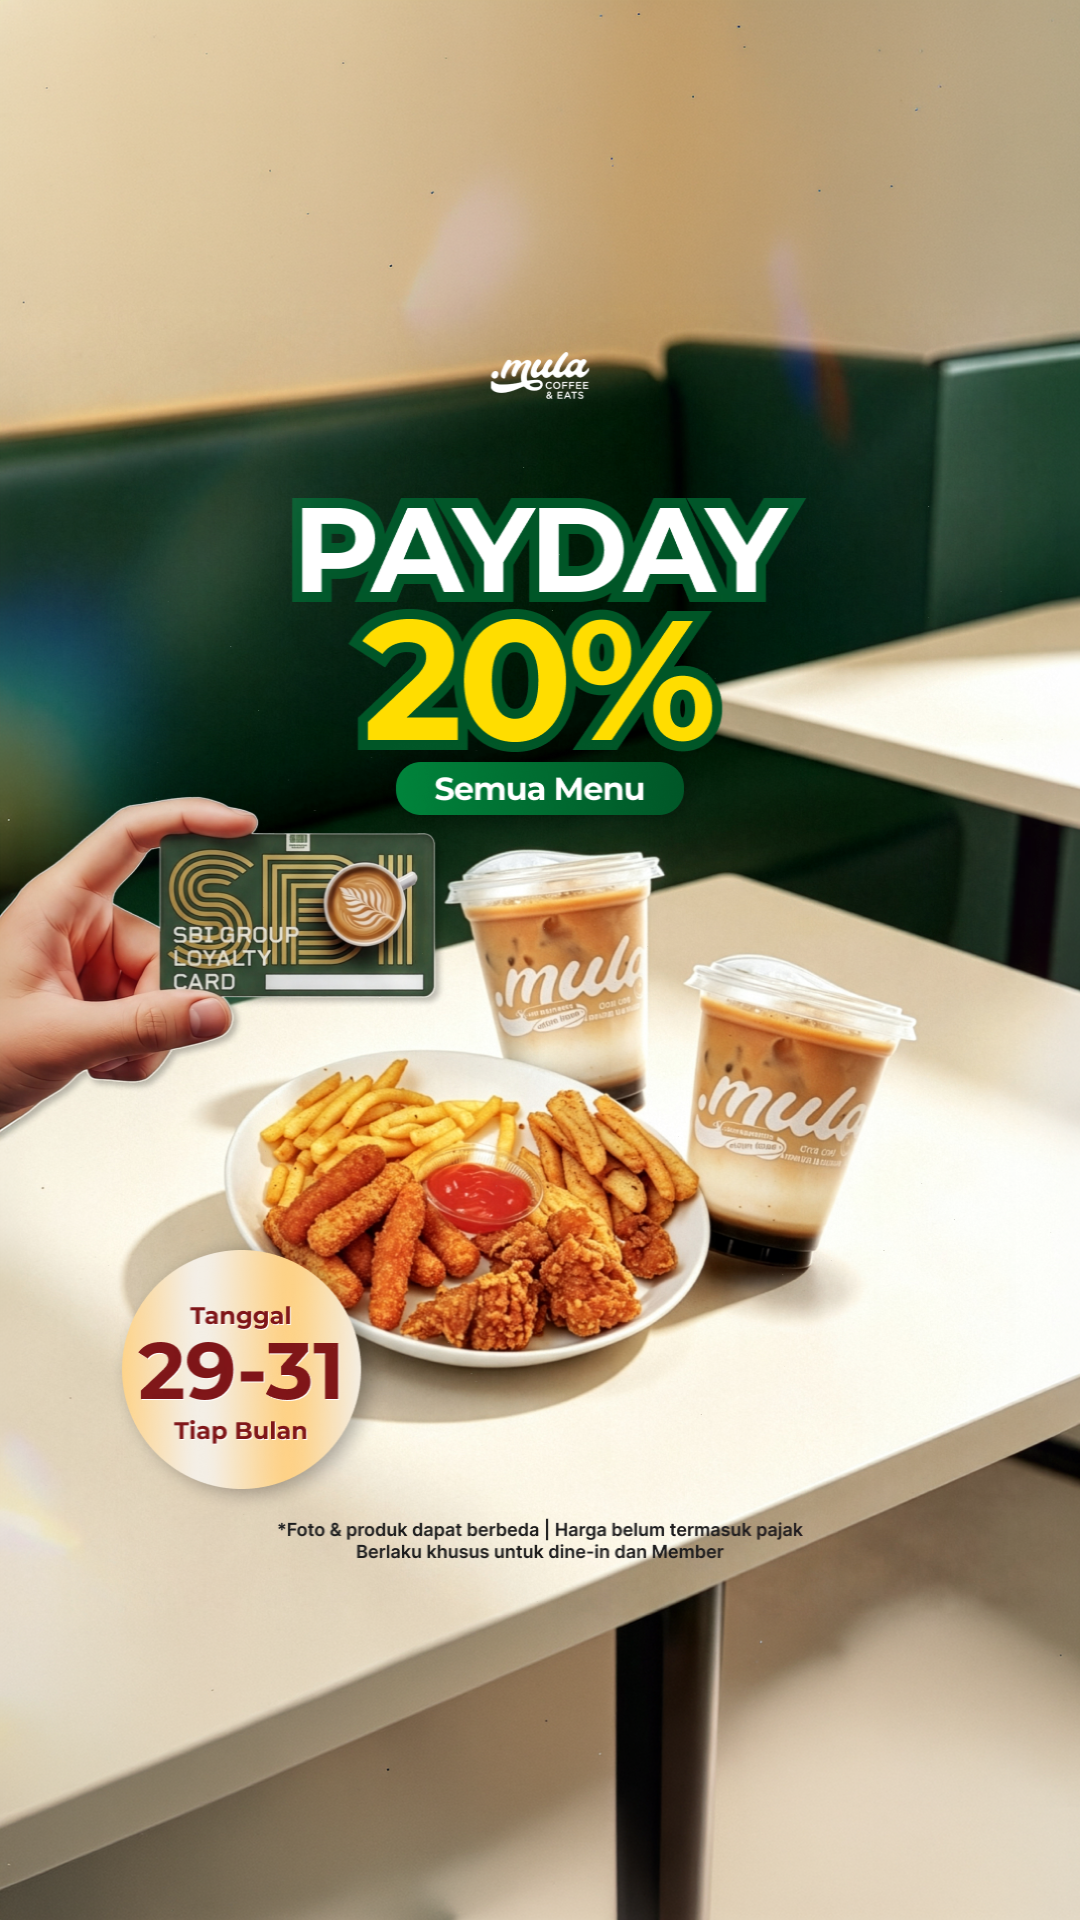 .mula
COFFEE
& EATS
PAYDAY
20%
Semua Menu
SBI
SBI GROUP
LOYALTY
CARD
.mula
.mula
Tanggal
29-31
Tiap Bulan
*Foto & produk dapat berbeda | Harga belum termasuk pajak
Berlaku khusus untuk dine-in dan Member